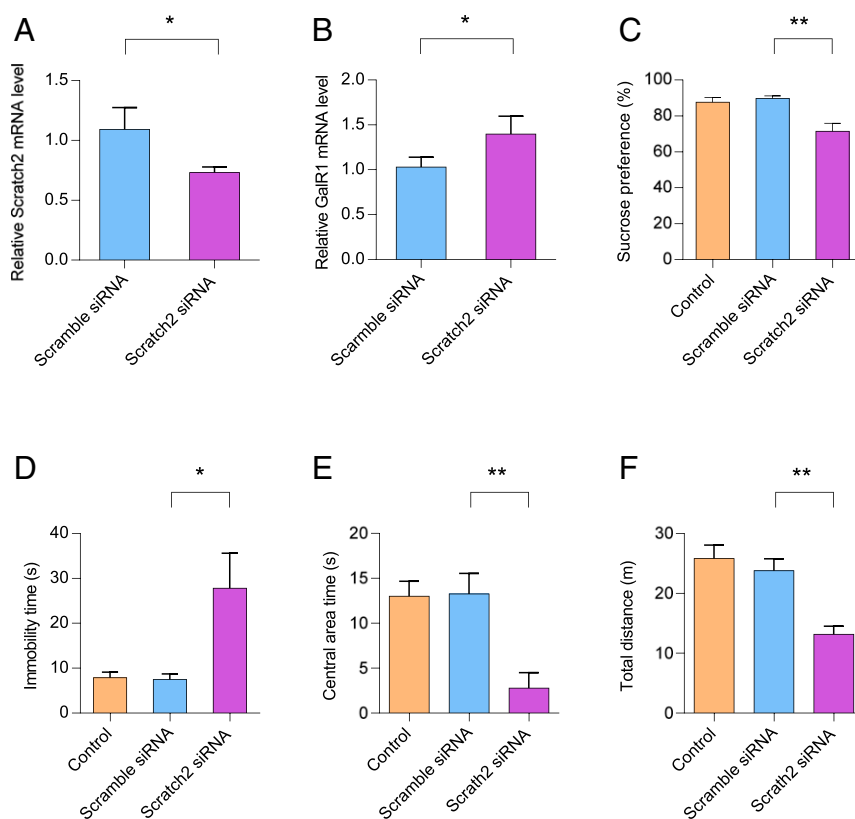 A
*
Relative Scratch2 mRNA level
1.5
1.0
0.5
0.0
Scramble siRNA
Scratch2 siRNA
B
*
Relative GalR1 mRNA level
2.0
1.5
1.0
0.5
0.0
Scarmble siRNA
Scratch2 siRNA
C
**
Sucrose preference (%)
100
80
60
40
20
0
Control
Scramble siRNA
Scratch2 siRNA
D
*
Immobility time (s)
40
30
20
10
0
Control
Scramble siRNA
Scratch2 siRNA
E
**
Central area time (s)
20
15
10
5
0
Control
Scramble siRNA
Scrath2 siRNA
F
**
Total distance (m)
30
20
10
0
Control
Scramble siRNA
Scrath2 siRNA